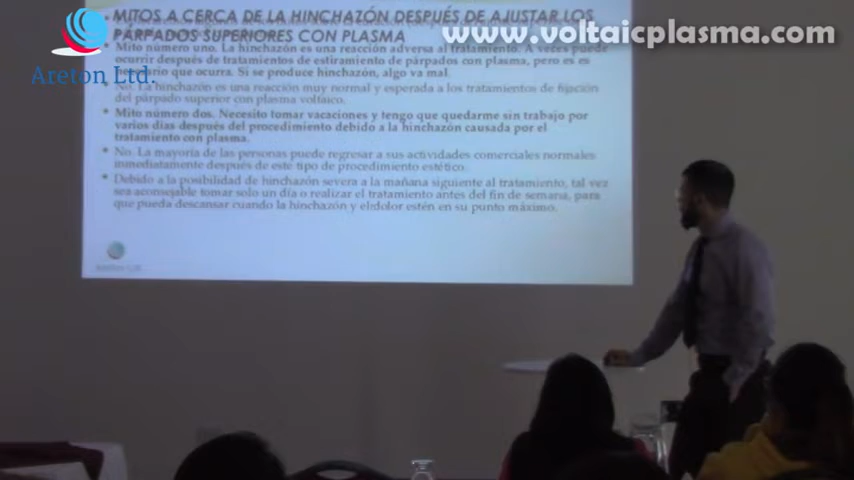 www.voltaicplasma.com
Areton Ltd.
MITOS A CERCA DE LA HINCHAZÓN DESPUÉS DE AJUSTAR LOS
PÁRPADOS SUPERIORES CON PLASMA
• Mito número uno. La hinchazón es una reacción adversa al tratamiento. A veces puede
ocurrir después de tratamientos de estiramiento de párpados con plasma, pero es es
que ocurra. Si se produce hinchazón, algo va mal.
No. La hinchazón es una reacción muy normal y esperada a los tratamientos de fijación
del párpado superior con plasma voltaico.
• Mito número dos. Necesito tomar vacaciones y tengo que quedarme sin trabajo por
varios días después del procedimiento debido a la hinchazón causada por el
tratamiento con plasma.
• No. La mayoría de las personas puede regresar a sus actividades comerciales normales
inmediatamente después de este tipo de procedimiento estético.
• Debido a la posibilidad de hinchazón severa a la mañana siguiente al tratamiento, tal vez
sea aconsejable tomar solo un día o realizar el tratamiento antes del fin de semana, para
que pueda descansar cuando la hinchazón y el dolor estén en su punto máximo.